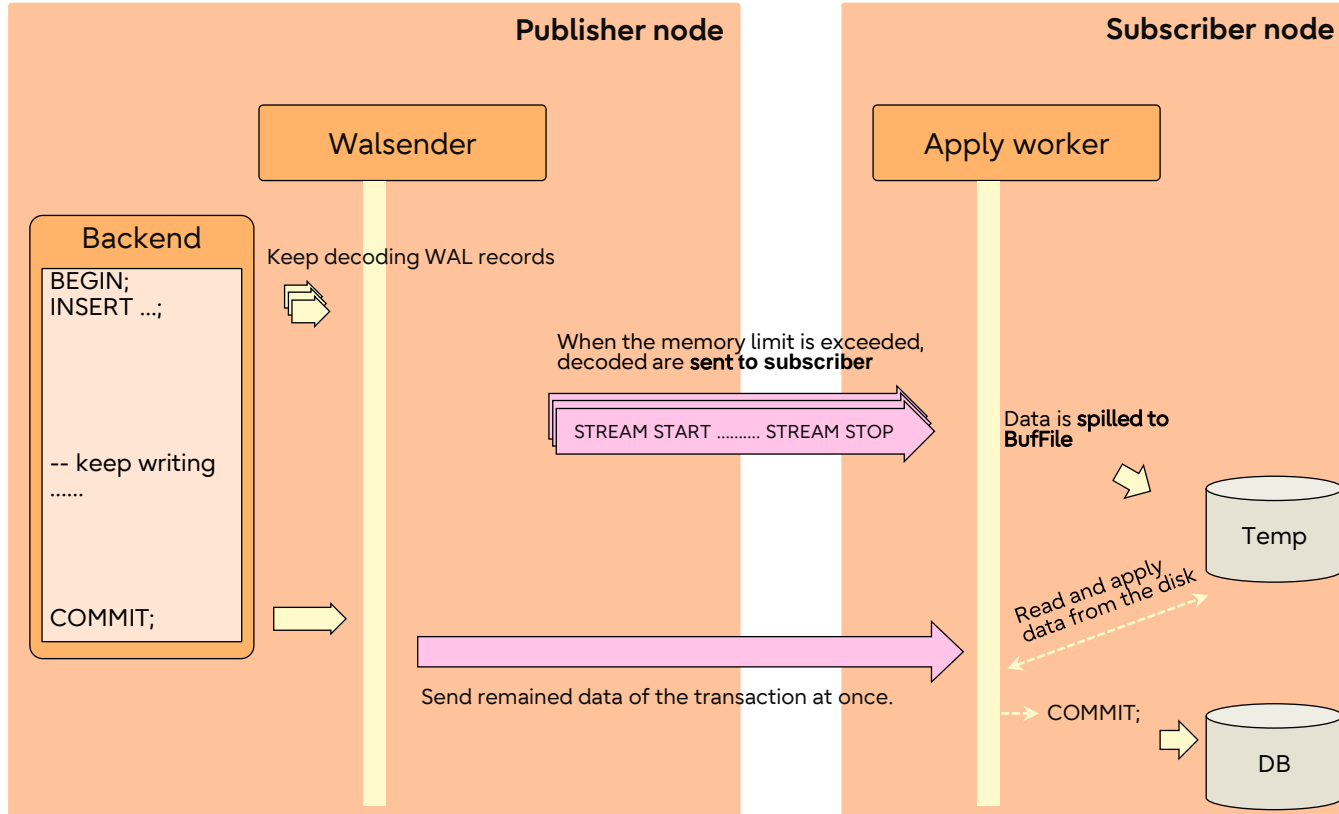 Publisher node
Subscriber node
Walsender
Apply worker
Backend
BEGIN;
INSERT ...;
-- keep writing
......
COMMIT;
Keep decoding WAL records
When the memory limit is exceeded,
decoded are sent to subscriber
STREAM START .......... STREAM STOP
Data is spilled to
BufFile
Temp
Read and apply
data from the disk
Send remained data of the transaction at once.
COMMIT;
DB